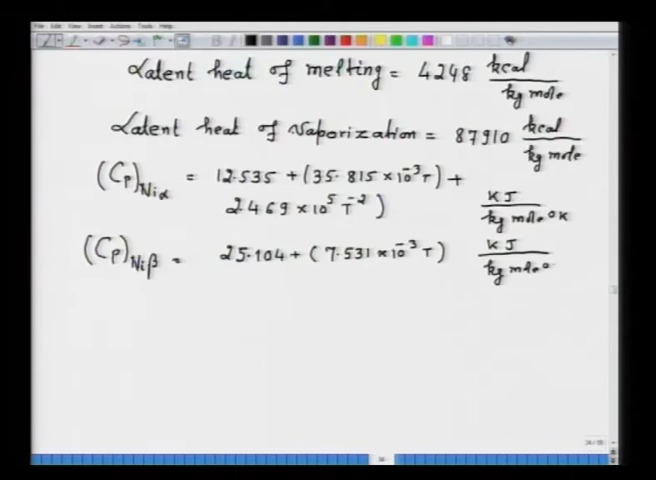 Latent heat of melting = 4248 kcal/kg mole
Latent heat of Vaporization = 87910 kcal/kg mole
(Cp)Niα = 12.535 + (35.815 × 10⁻³ T) +
2.469 × 10⁵ T⁻² ) KJ/kg mole °K
(Cp)Niβ = 25.104 + (7.531 × 10⁻³ T) KJ/kg mole °